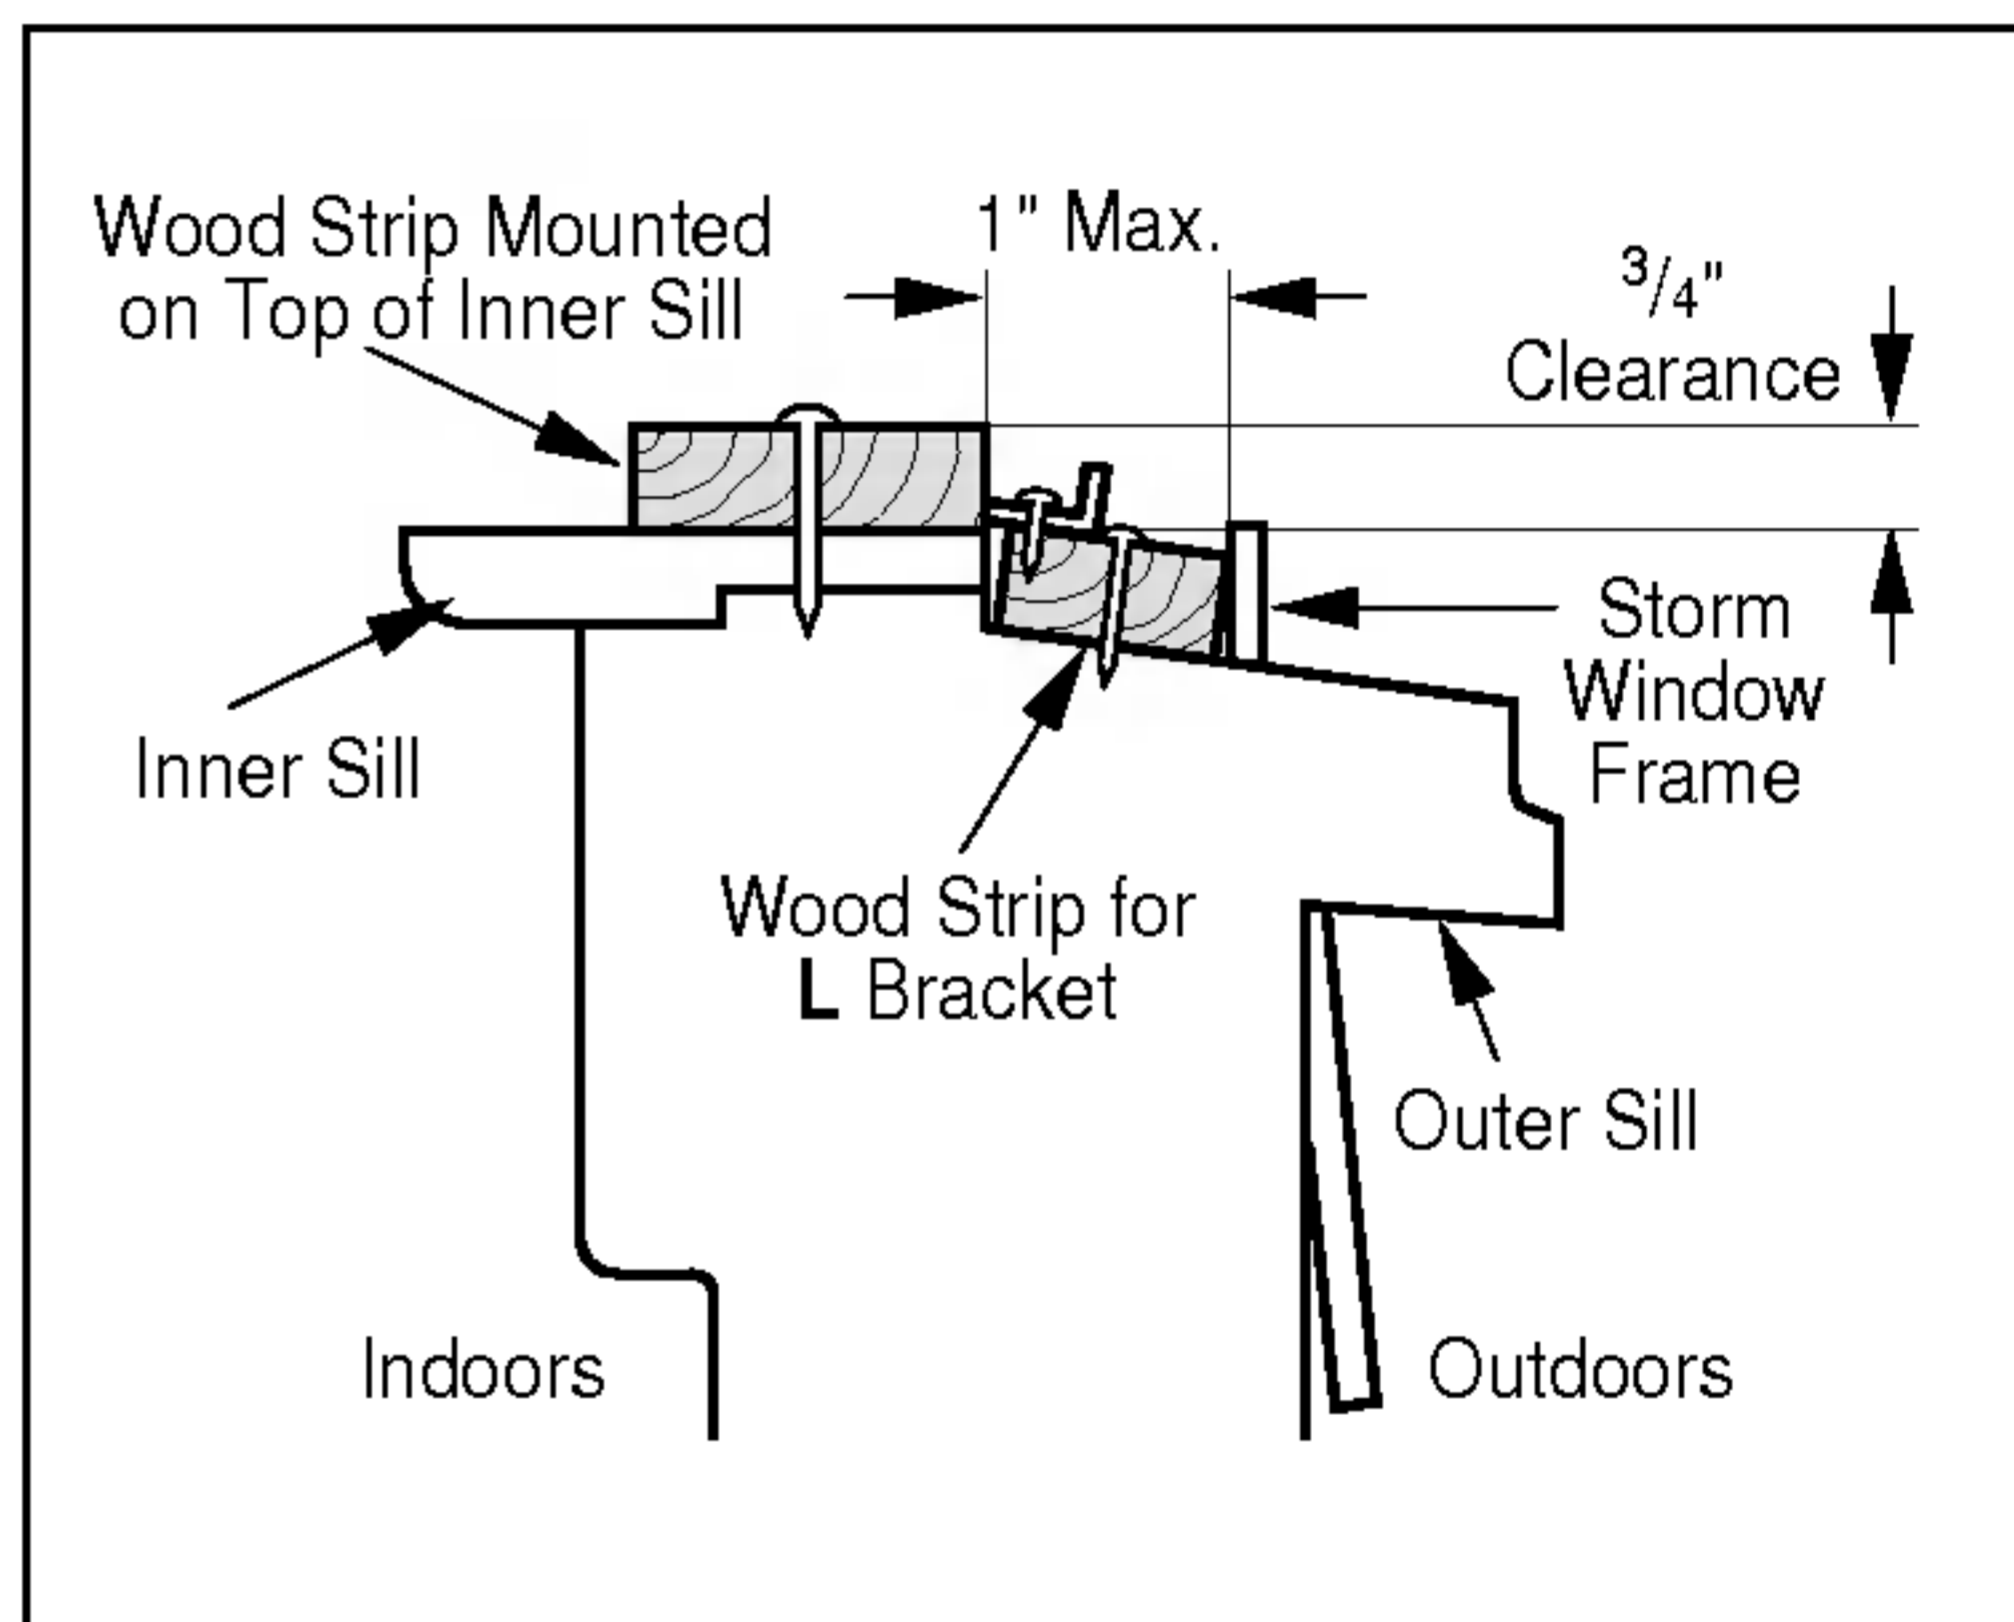 Wood Strip Mounted
on Top of Inner Sill
1" Max.
3/4"
Clearance
Storm
Window
Frame
Inner Sill
Wood Strip for
L Bracket
Outer Sill
Indoors
Outdoors